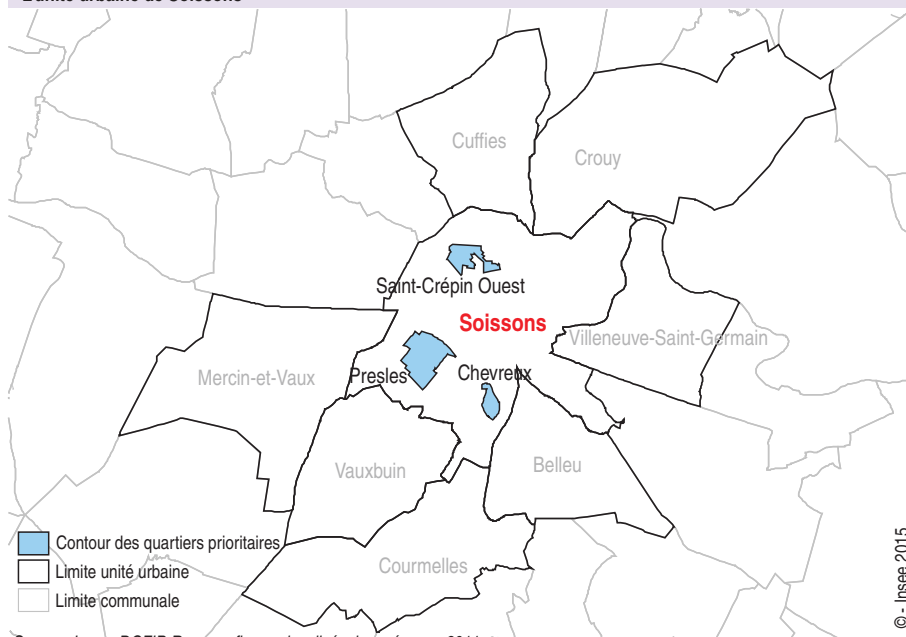 Cuffies
Crouy
Saint-Crépin Ouest
Soissons
Villeneuve-Saint-Germain
Mercin-et-Vaux
Presles
Chevreux
Vauxbuin
Belleu
Courmelles
Contour des quartiers prioritaires
Limite unité urbaine
Limite communale
© - Insee 2015